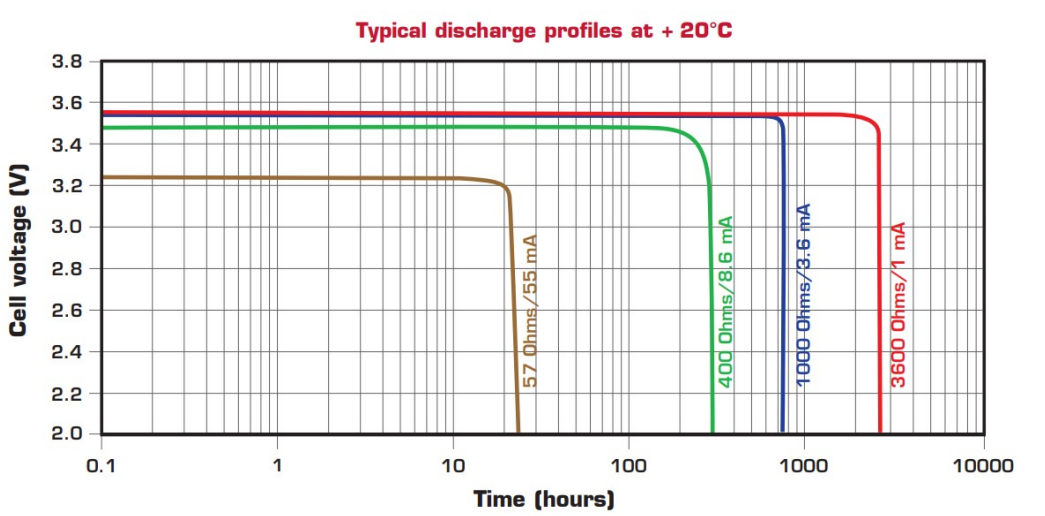 Typical discharge profiles at + 20°C
Cell voltage (V)
3.8
3.6
3.4
3.2
3.0
2.8
2.6
2.4
2.2
2.0
57 Ohms/55 mA
400 Ohms/8.6 mA
1000 Ohms/3.6 mA
3600 Ohms/1 mA
0.1 1 10 100 1000 10000
Time (hours)